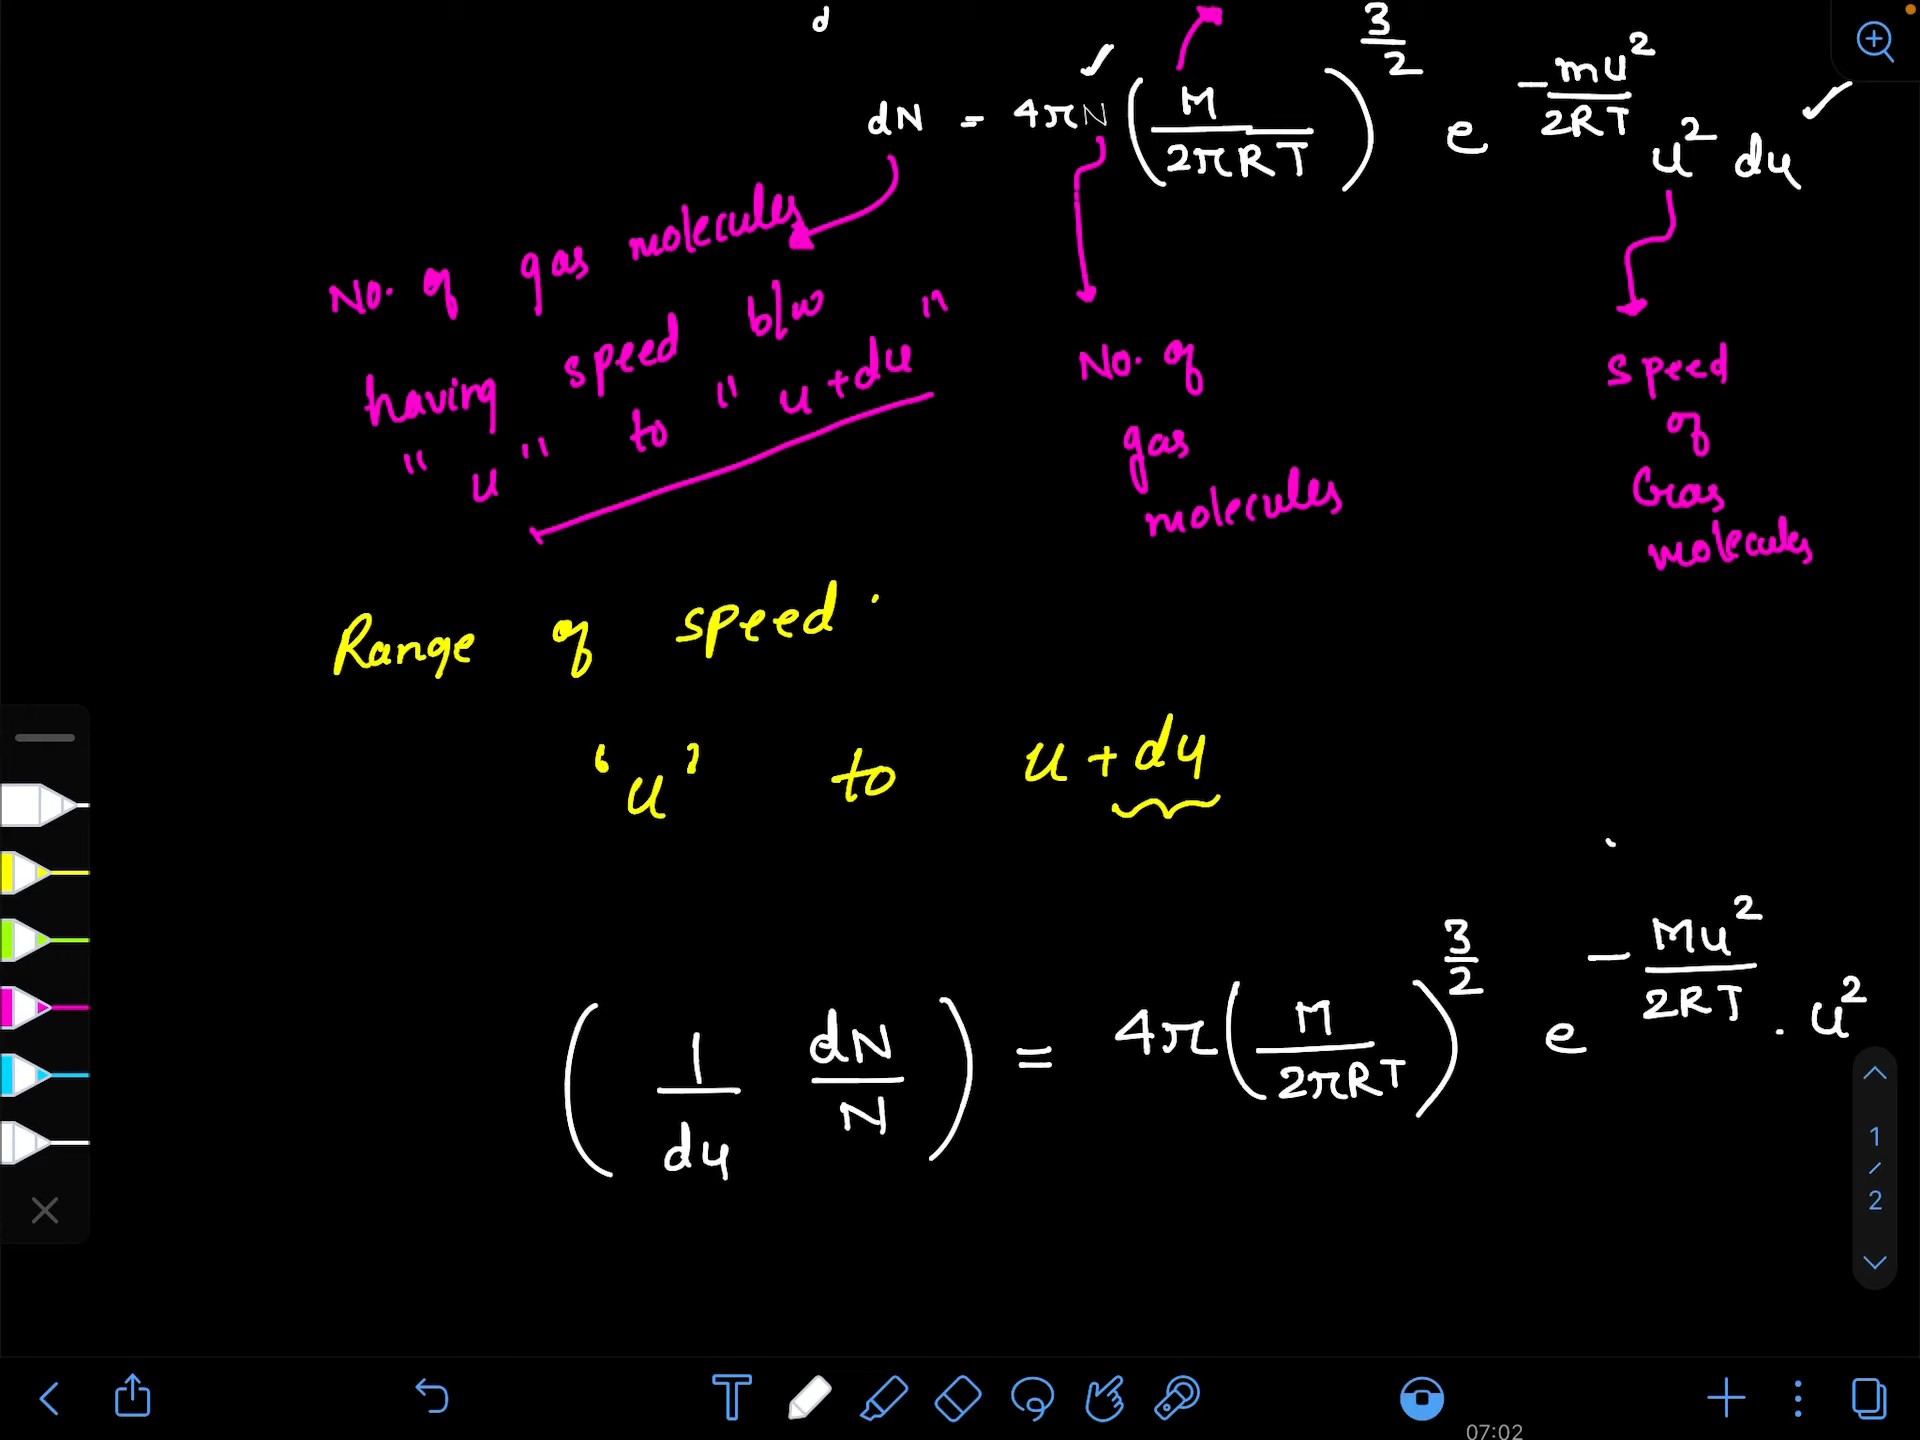 d
dN = 4πN (M/2πRT)^3/2 e^-mu²/2RT u² du
No. of gas molecules
having speed b/w
"u" to "u+du"
No. of
gas
molecules
speed
of
Gas
molecules
Range of speed.
'u' to u+du
(1/du dN/N) = 4π(M/2πRT)^3/2 e^-Mu²/2RT . u²
1
/
2
T
07:02